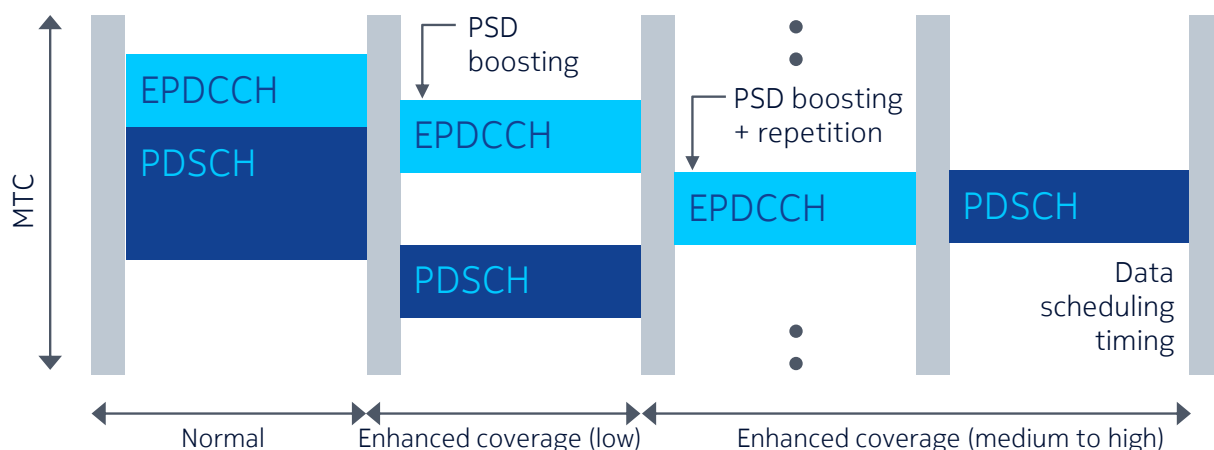 MTC
EPDCCH
PDSCH
Normal
PSD
boosting
EPDCCH
PDSCH
Enhanced coverage (low)
PSD boosting
+ repetition
EPDCCH
PDSCH
Data
scheduling
timing
Enhanced coverage (medium to high)